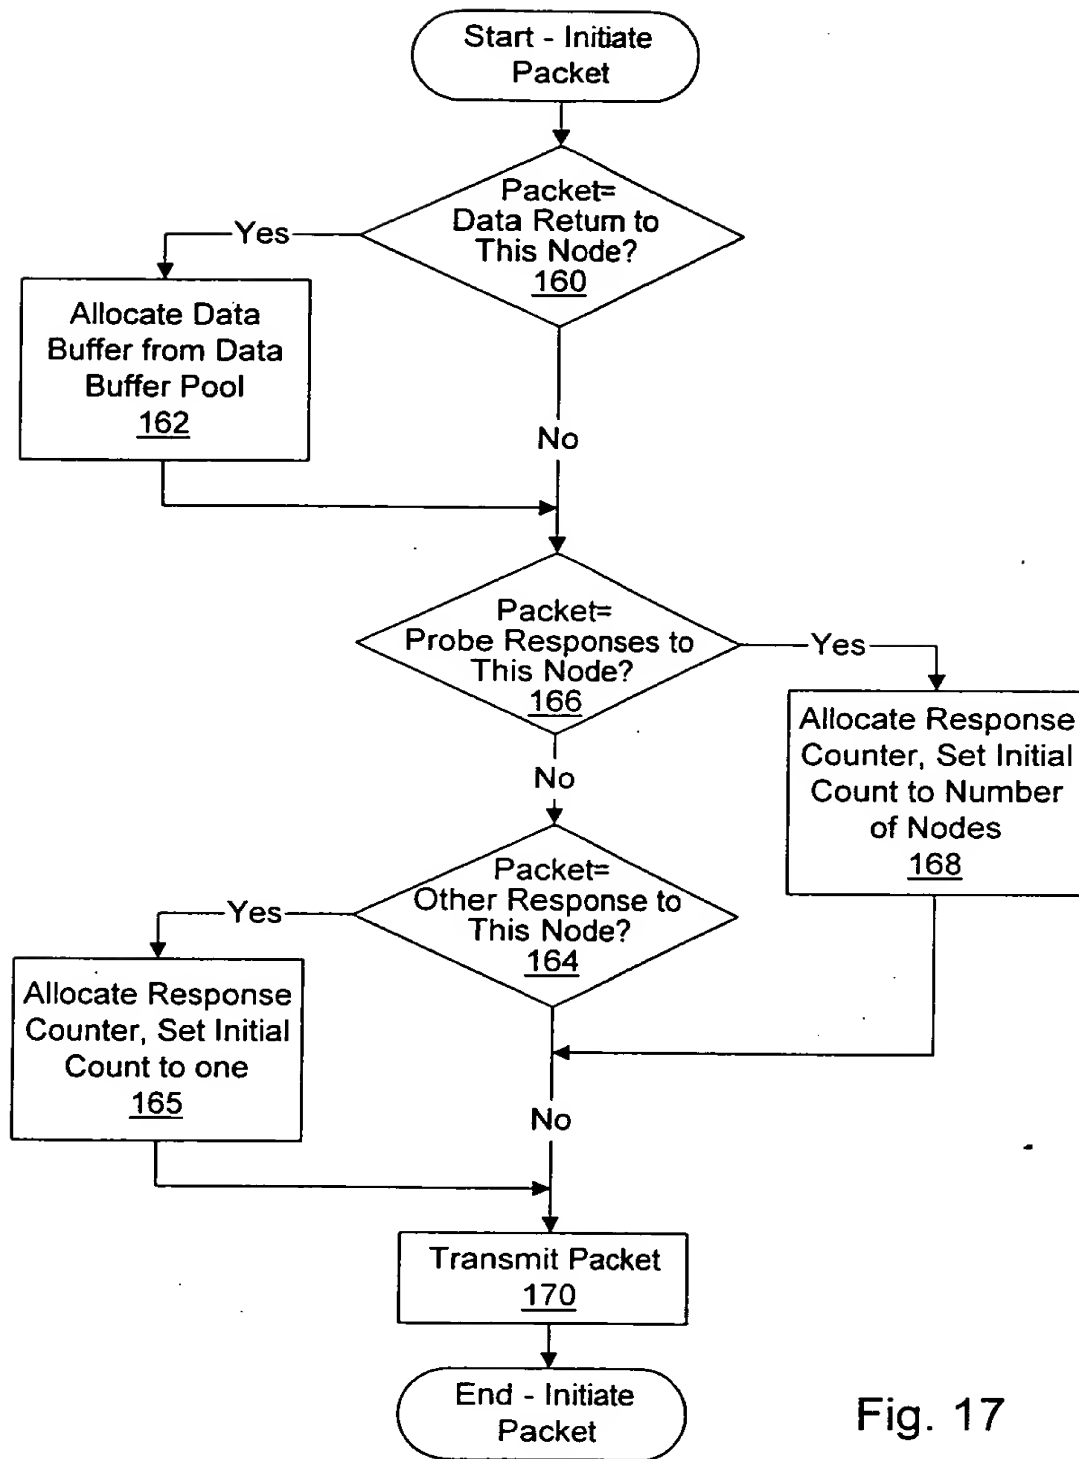 Start - Initiate
Packet
Packet=
Data Return to
This Node?
160
Yes
Allocate Data
Buffer from Data
Buffer Pool
162
No
Packet=
Probe Responses to
This Node?
166
Yes
Allocate Response
Counter, Set Initial
Count to Number
of Nodes
168
No
Packet=
Other Response to
This Node?
164
Yes
Allocate Response
Counter, Set Initial
Count to one
165
No
Transmit Packet
170
End - Initiate
Packet
Fig. 17